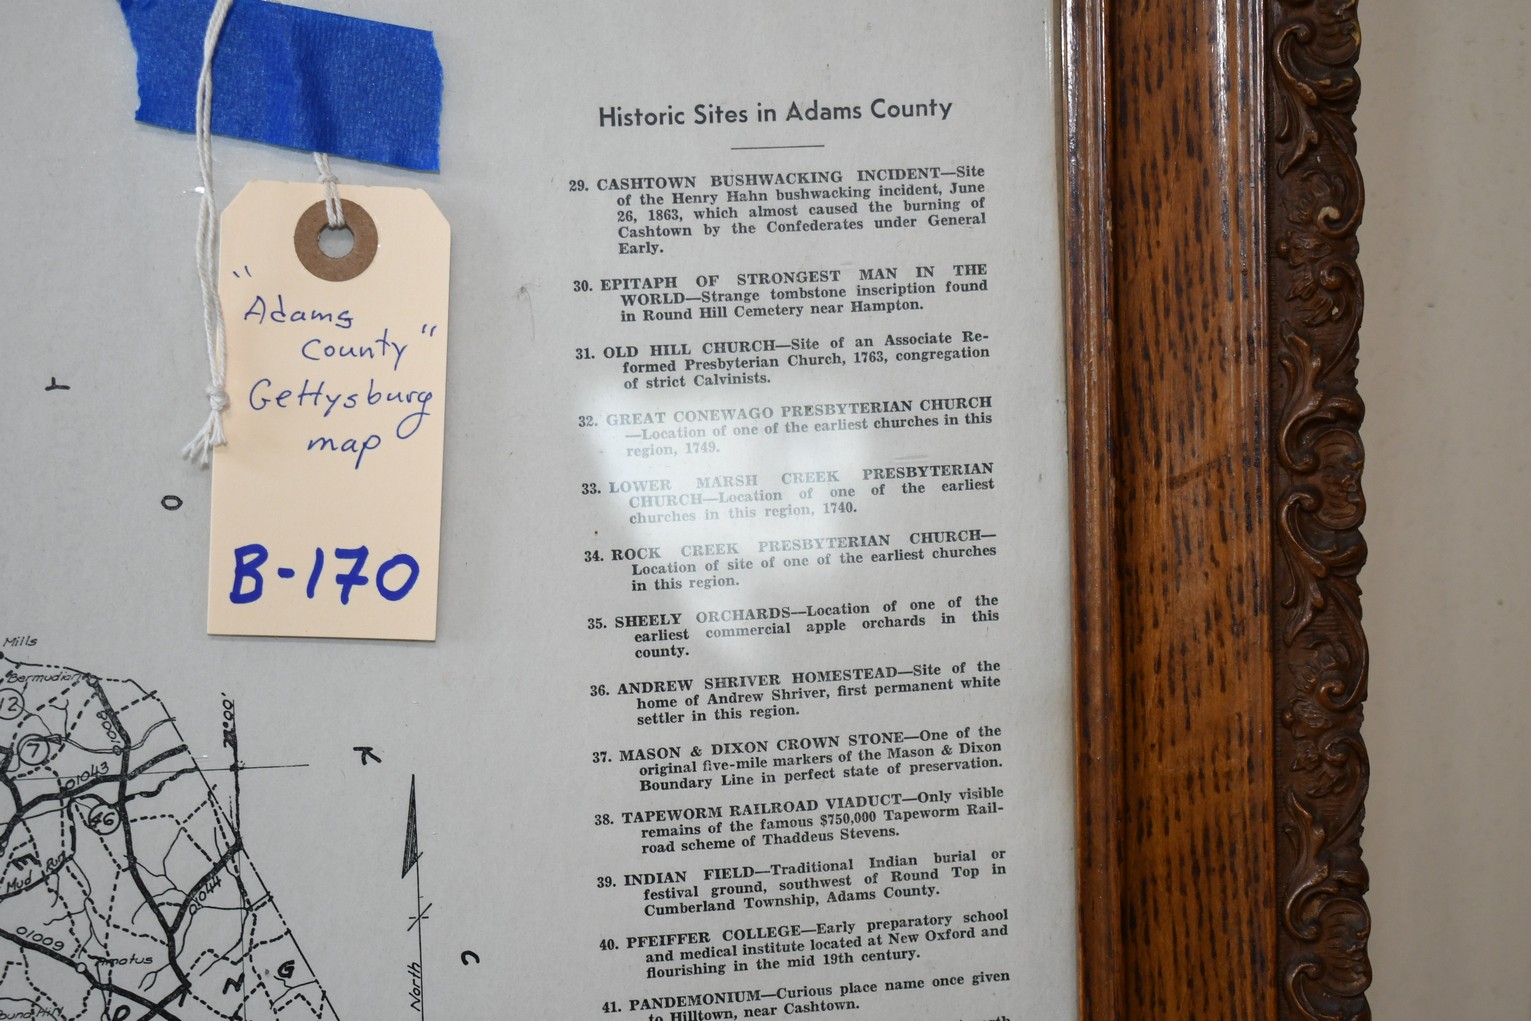 Historic Sites in Adams County
29. CASHTOWN BUSHWACKING INCIDENT—Site
of the Henry Hahn bushwacking incident, June
26, 1863, which almost caused the burning of
Cashtown by the Confederates under General
Early.
30. EPITAPH OF STRONGEST MAN IN THE
WORLD—Strange tombstone inscription found
in Round Hill Cemetery near Hampton.
31. OLD HILL CHURCH—Site of an Associate Re-
formed Presbyterian Church, 1763, congregation
of strict Calvinists.
32. GREAT CONEWAGO PRESBYTERIAN CHURCH
—Location of one of the earliest churches in this
region, 1749.
33. LOWER MARSH CREEK PRESBYTERIAN
CHURCH—Location of one of the earliest
churches in this region, 1740.
34. ROCK CREEK PRESBYTERIAN CHURCH—
Location of site of one of the earliest churches
in this region.
35. SHEELY ORCHARDS—Location of one of the
earliest commercial apple orchards in this
county.
36. ANDREW SHRIVER HOMESTEAD—Site of the
home of Andrew Shriver, first permanent white
settler in this region.
37. MASON & DIXON CROWN STONE—One of the
original five-mile markers of the Mason & Dixon
Boundary Line in perfect state of preservation.
38. TAPEWORM RAILROAD VIADUCT—Only visible
remains of the famous $750,000 Tapeworm Rail-
road scheme of Thaddeus Stevens.
39. INDIAN FIELD—Traditional Indian burial or
festival ground, southwest of Round Top in
Cumberland Township, Adams County.
40. PFEIFFER COLLEGE—Early preparatory school
and medical institute located at New Oxford and
flourishing in the mid 19th century.
41. PANDEMONIUM—Curious place name once given
to Hilltown, near Cashtown.
"Adams
County"
Gettysburg
map
B-170
Y
O
R
K
C
Mills
Bermudian
7
01008
01043
46
Mud Run
01044
01009
77°00'
North
N
G